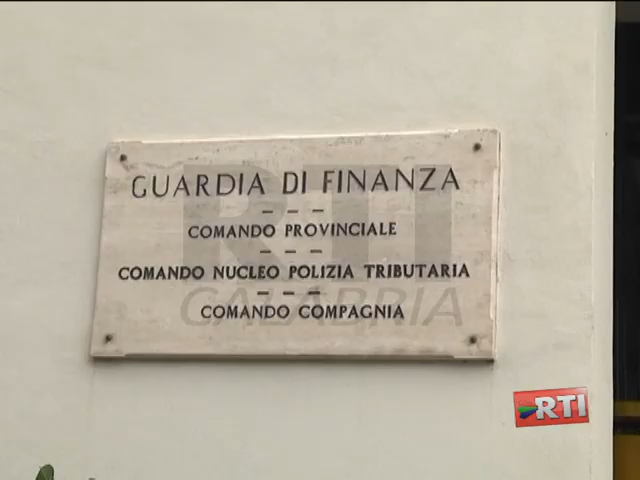 GUARDIA DI FINANZA
COMANDO PROVINCIALE
COMANDO NUCLEO POLIZIA TRIBUTARIA
COMANDO COMPAGNIA
RTI
CALABRIA
RTI